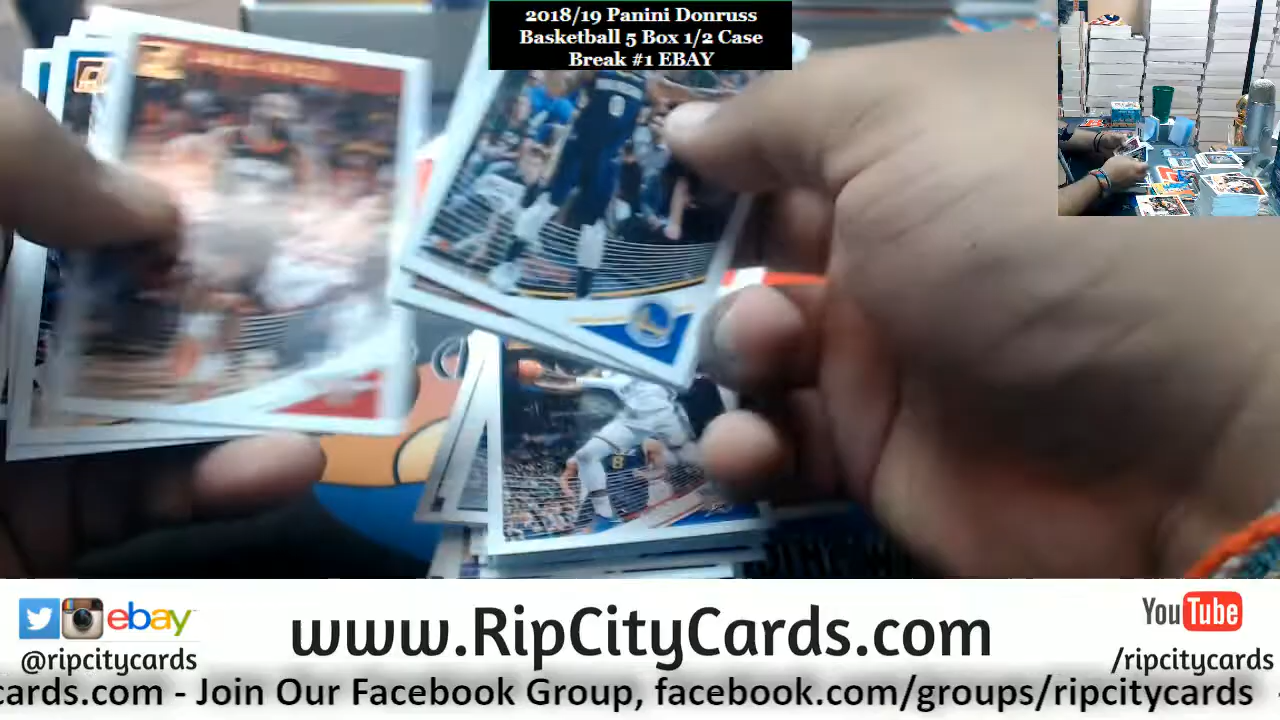 2018/19 Panini Donruss
Basketball 5 Box 1/2 Case
Break #1 EBAY
ebay
@ripcitycards
www.RipCityCards.com
YouTube
/ripcitycards
cards.com - Join Our Facebook Group, facebook.com/groups/ripcitycards -